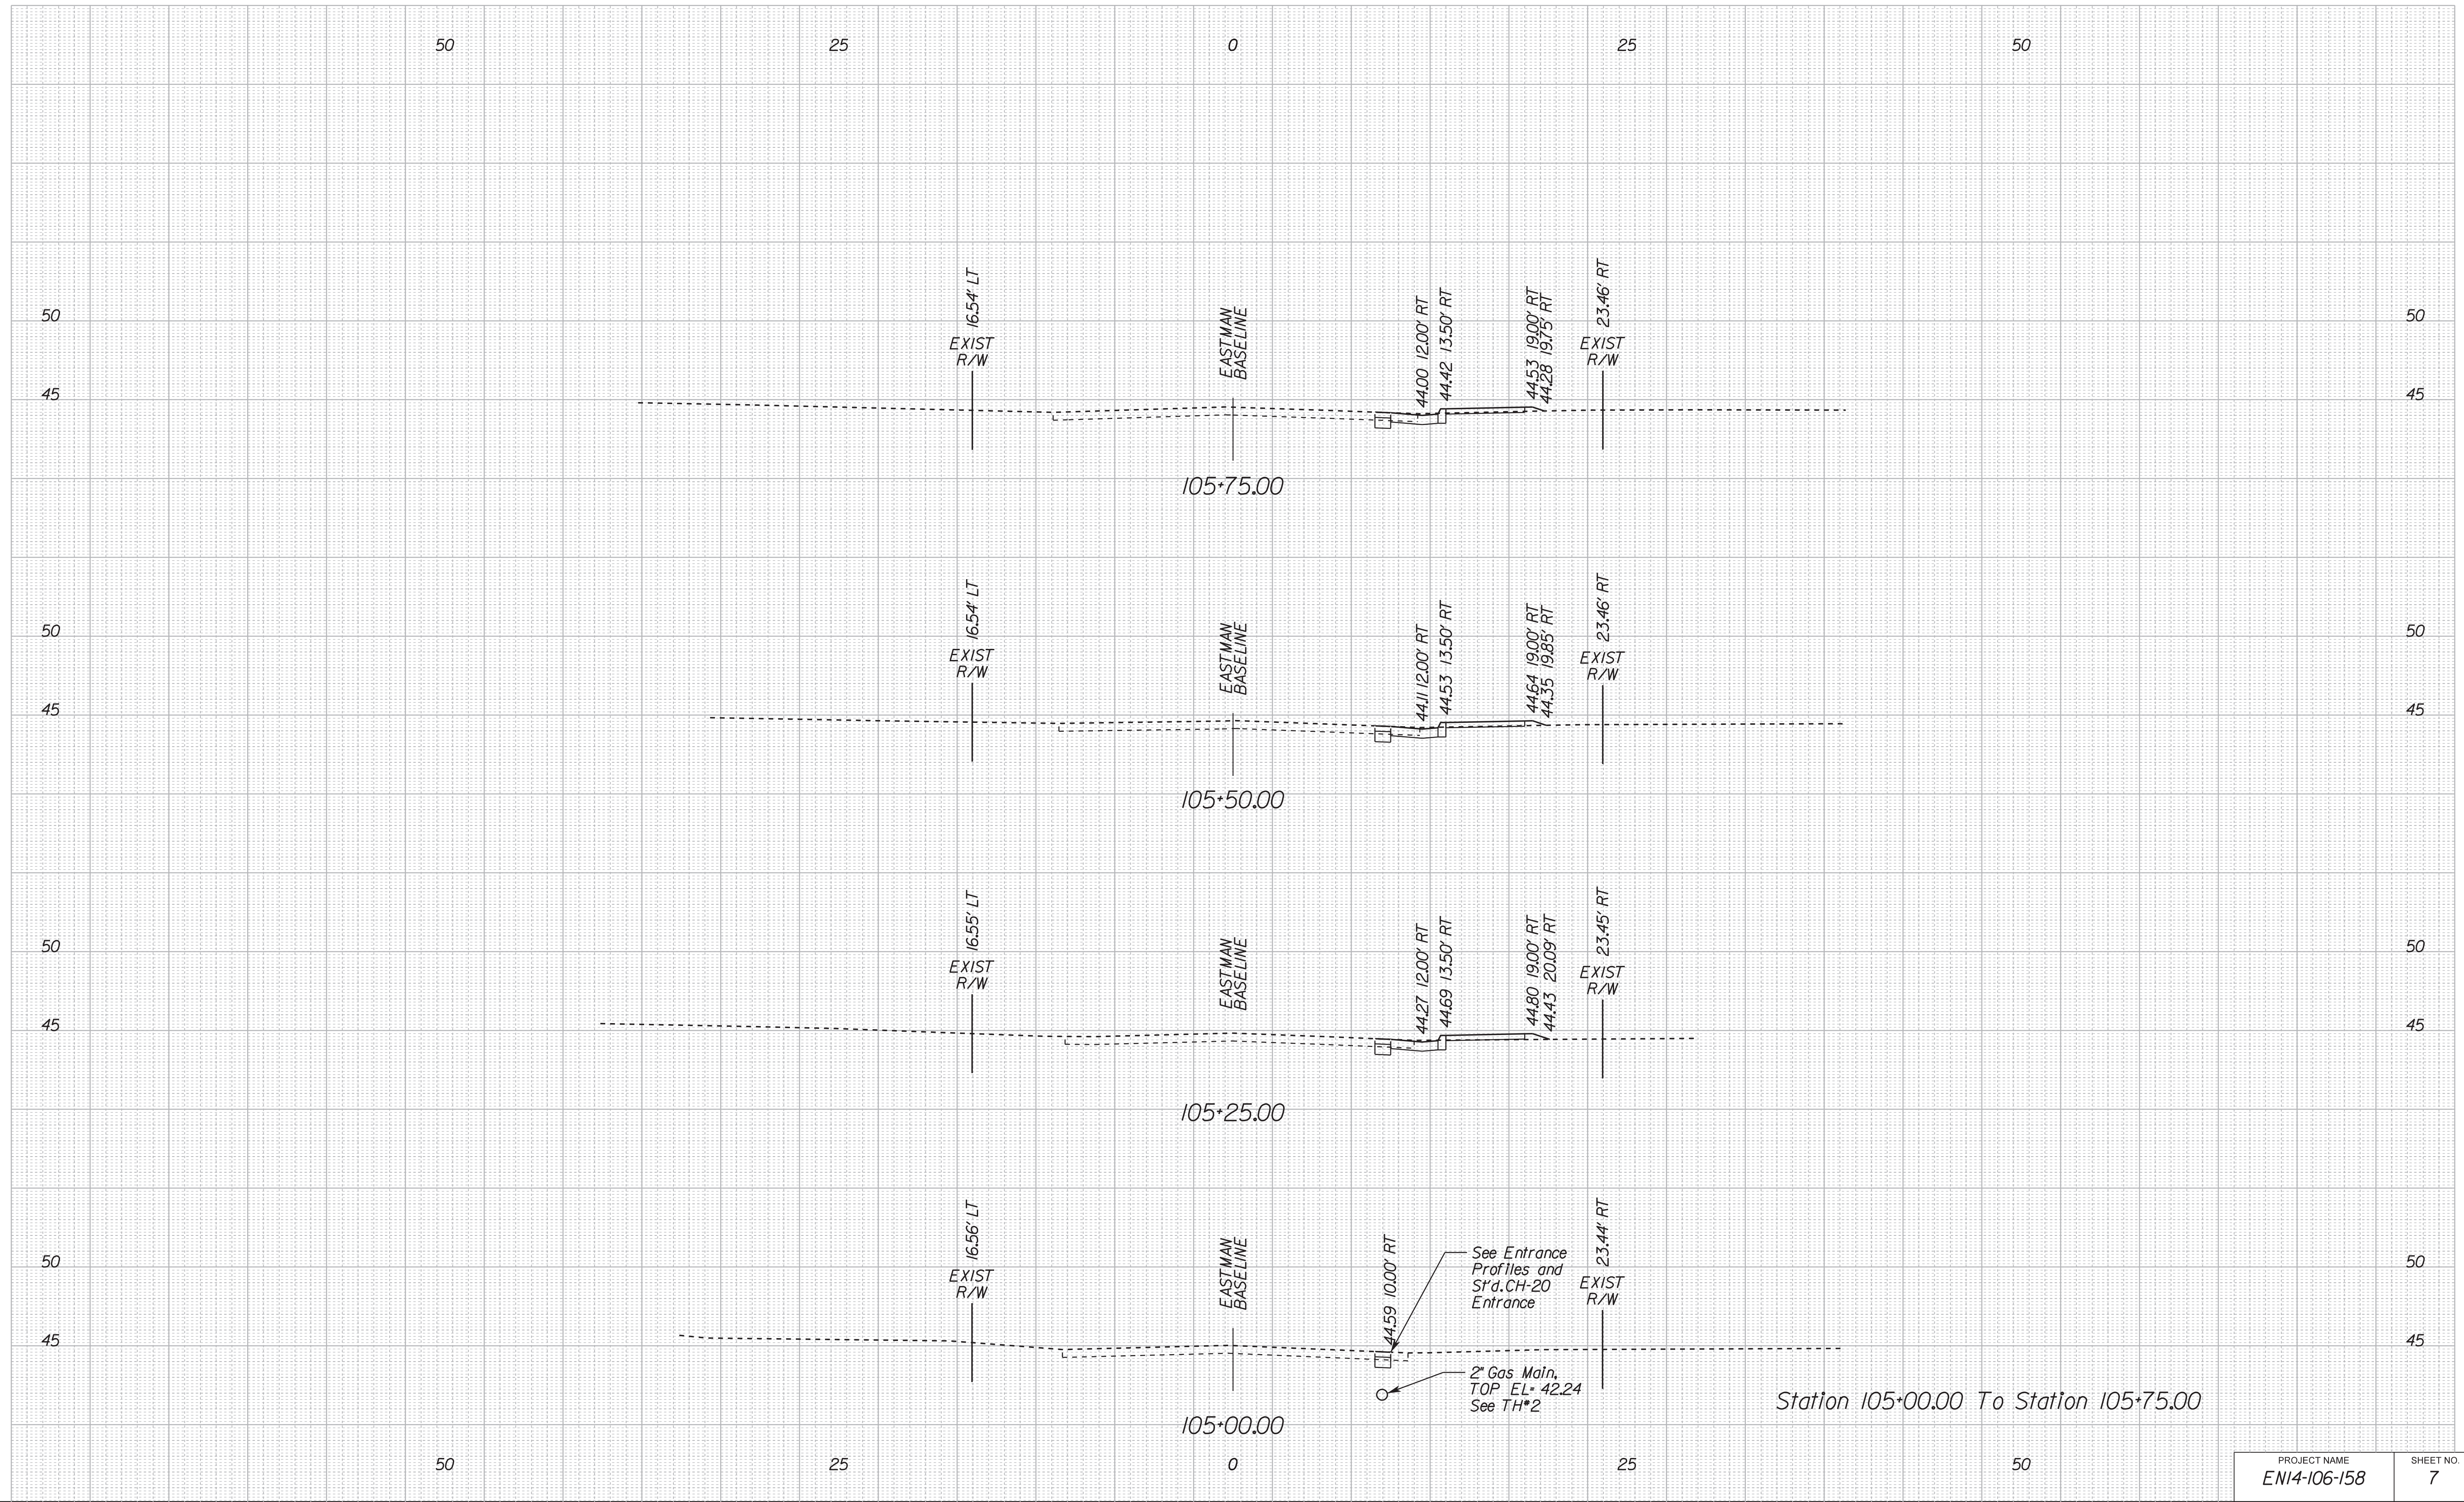 50 25 0 25 50
16.54' LT
EXIST
R/W
EASTMAN
BASELINE
44.00 12.00' RT
44.42 13.50' RT
44.53 19.00' RT
44.28 19.75' RT
23.46' RT
EXIST
R/W
50 50
45 45
105+75.00
16.54' LT
EXIST
R/W
EASTMAN
BASELINE
44.11 12.00' RT
44.53 13.50' RT
44.64 19.00' RT
44.35 19.85' RT
23.46' RT
EXIST
R/W
50 50
45 45
105+50.00
16.55' LT
EXIST
R/W
EASTMAN
BASELINE
44.27 12.00' RT
44.69 13.50' RT
44.80 19.00' RT
44.43 20.09' RT
23.45' RT
EXIST
R/W
50 50
45 45
105+25.00
16.56' LT
EXIST
R/W
EASTMAN
BASELINE
44.59 10.00' RT
See Entrance
Profiles and
St'd. CH-20
Entrance
23.44' RT
EXIST
R/W
50 50
45 45
2" Gas Main,
TOP EL= 42.24
See TH#2
105+00.00
Station 105+00.00 To Station 105+75.00
50 25 0 25 50
PROJECT NAME
EN14-106-158
SHEET NO.
7